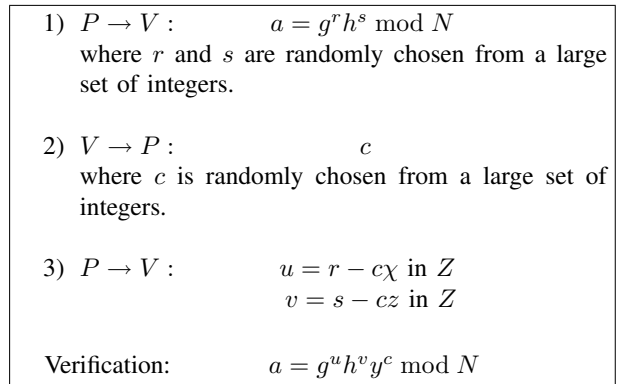 1) P → V : a = g^r h^s mod N
where r and s are randomly chosen from a large
set of integers.
2) V → P : c
where c is randomly chosen from a large set of
integers.
3) P → V : u = r − cχ in Z
v = s − cz in Z
Verification: a = g^u h^v y^c mod N